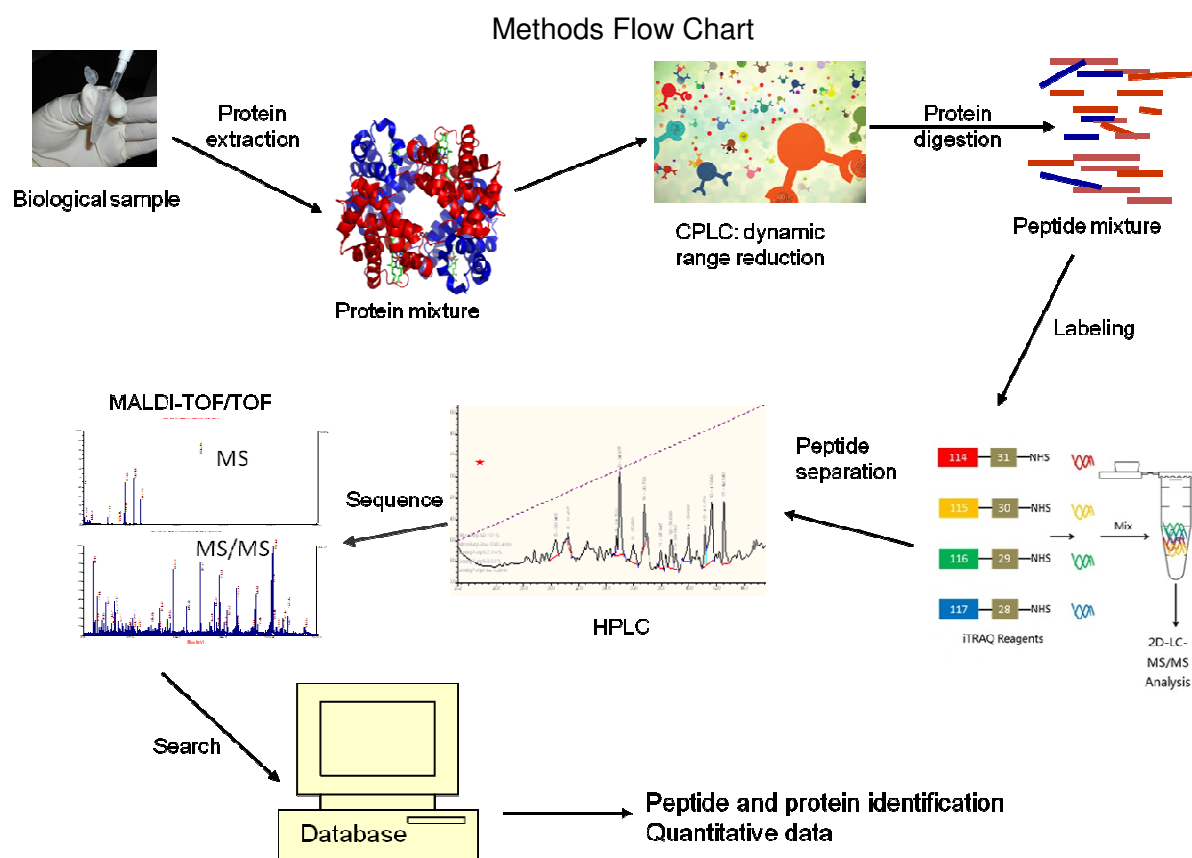 Methods Flow Chart
Protein
extraction
Biological sample
Protein mixture
CPLC: dynamic
range reduction
Protein
digestion
Peptide mixture
Labeling
114 31 NHS
115 30 NHS
116 29 NHS
117 28 NHS
iTRAQ Reagents
Mix
2D-LC-
MS/MS
Analysis
Peptide
separation
HPLC
Sequence
MALDI-TOF/TOF
MS
MS/MS
Search
Database
Peptide and protein identification
Quantitative data